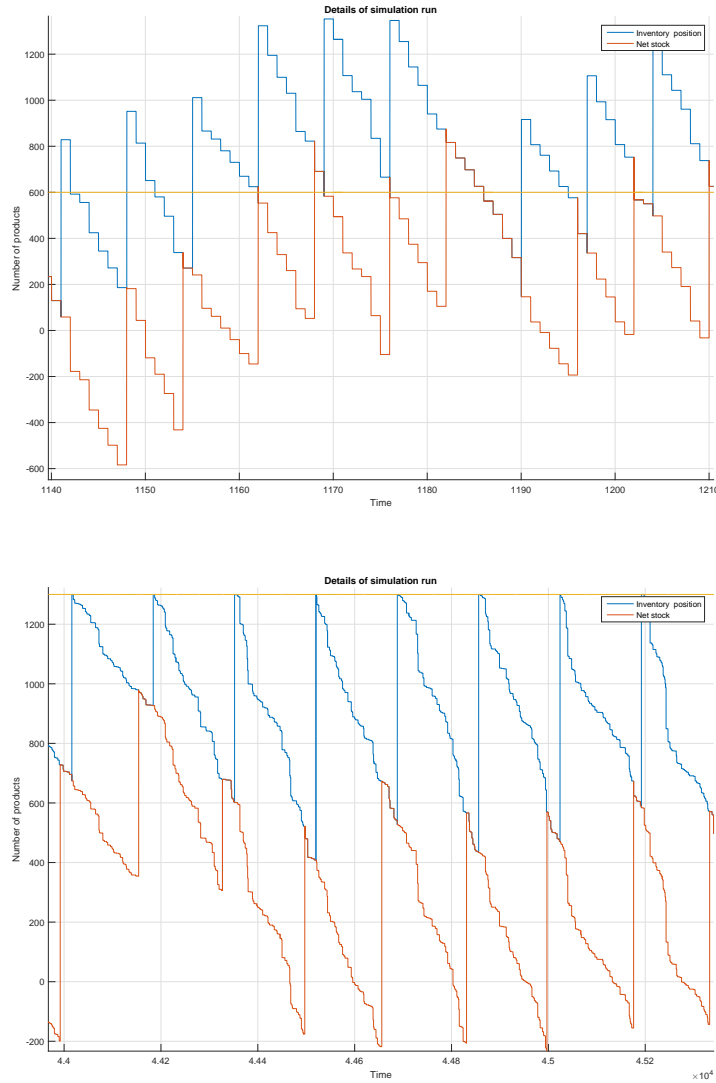 Details of simulation run
Inventory position
Net stock
Number of products
1200
1000
800
600
400
200
0
-200
-400
-600
1140 1150 1160 1170 1180 1190 1200 1210
Time
Details of simulation run
Inventory position
Net stock
Number of products
1200
1000
800
600
400
200
0
-200
4.4 4.42 4.44 4.46 4.48 4.5 4.52
Time
×10⁴